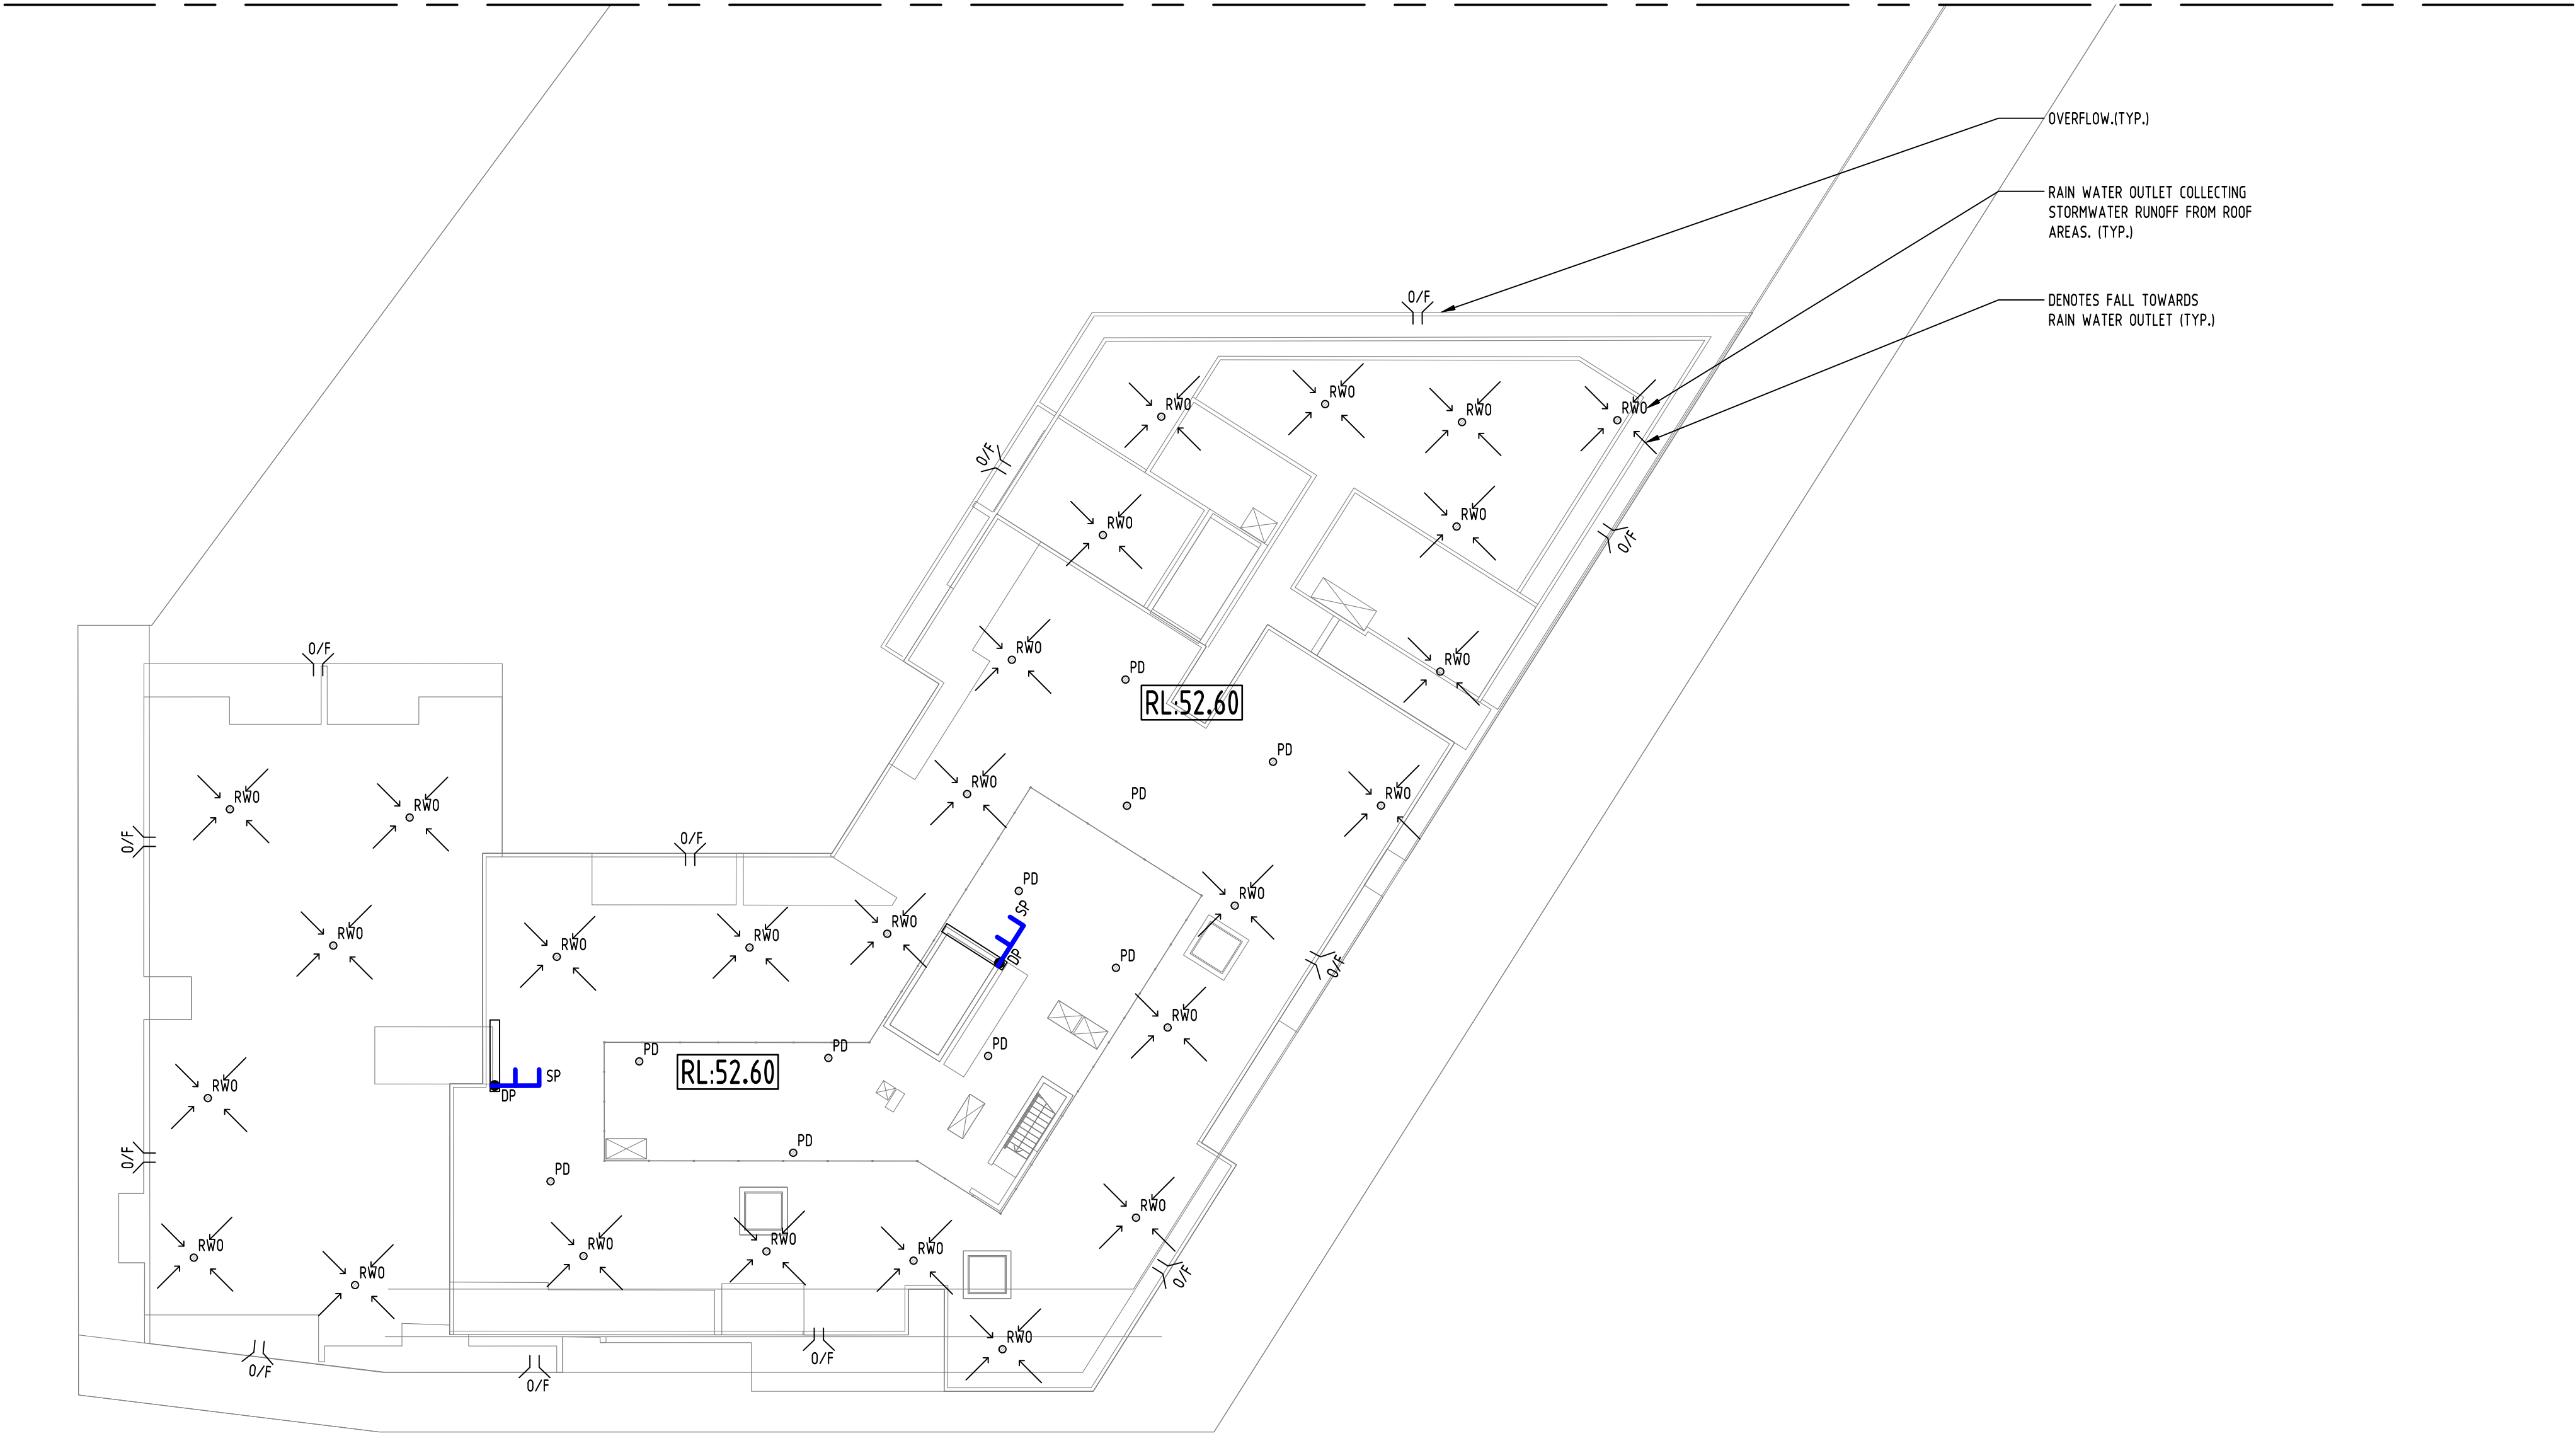 OVERFLOW.(TYP.)
RAIN WATER OUTLET COLLECTING
STORMWATER RUNOFF FROM ROOF
AREAS. (TYP.)
O/F
DENOTES FALL TOWARDS
RAIN WATER OUTLET (TYP.)
RWO
RWO
RWO
RWO
O/F
RWO
RWO
O/F
RWO
O/F
RWO
PD
RL:52.60
PD
RWO
PD
RWO
RWO
RWO
O/F
O/F
PD
RWO
SP
RWO
RWO
RWO
RWO
PD
DP
O/F
RWO
PD
PD
PD
RL:52.60
SP
RWO
DP
PD
O/F
PD
RWO
RWO
RWO
RWO
RWO
RWO
O/F
RWO
O/F
O/F
O/F